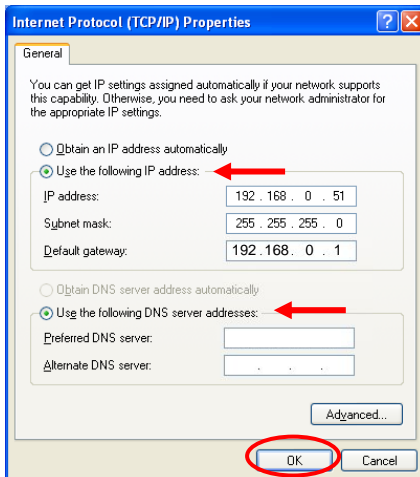 Internet Protocol (TCP/IP) Properties
General
You can get IP settings assigned automatically if your network supports
this capability. Otherwise, you need to ask your network administrator for
the appropriate IP settings.
Obtain an IP address automatically
Use the following IP address:
IP address: 192 . 168 . 0 . 51
Subnet mask: 255 . 255 . 255 . 0
Default gateway: 192 .168 . 0 . 1
Obtain DNS server address automatically
Use the following DNS server addresses:
Preferred DNS server:
Alternate DNS server: . . .
Advanced...
OK Cancel